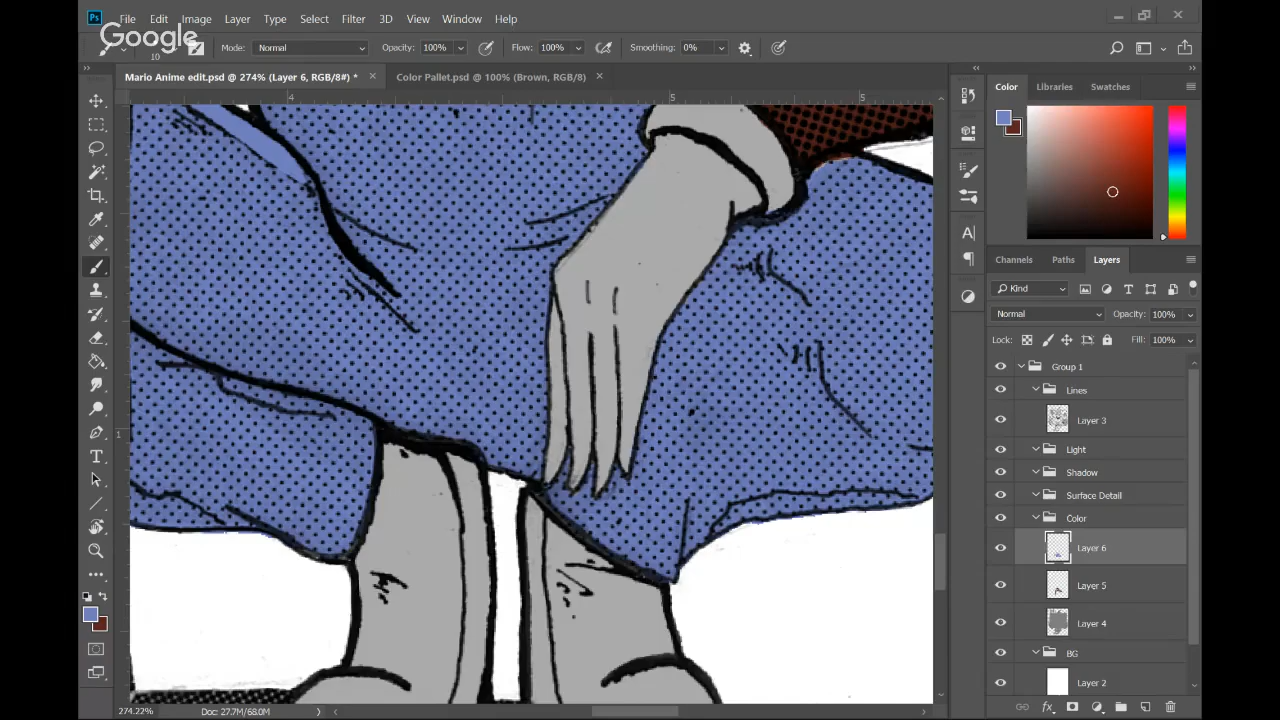 Ps File Edit Image Layer Type Select Filter 3D View Window Help
Google
10 Mode: Normal Opacity: 100% Flow: 100% Smoothing: 0%
Mario Anime edit.psd @ 274% (Layer 6, RGB/8#) * Color Pallet.psd @ 100% (Brown, RGB/8)
Color Libraries Swatches
4 5 5
1
Channels Paths Layers
Kind
Normal Opacity: 100%
Lock: Fill: 100%
Group 1
Lines
Layer 3
Light
Shadow
Surface Detail
Color
Layer 6
Layer 5
Layer 4
BG
Layer 2
274.22% Doc: 27.7M/68.0M